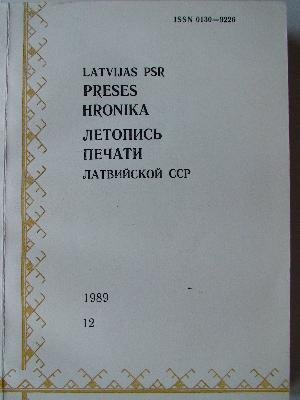 ISSN 0130—9226
LATVIJAS PSR
PRESES
HRONIKA
ЛЕТОПИСЬ
ПЕЧАТИ
ЛАТВИЙСКОЙ ССР
1989
12